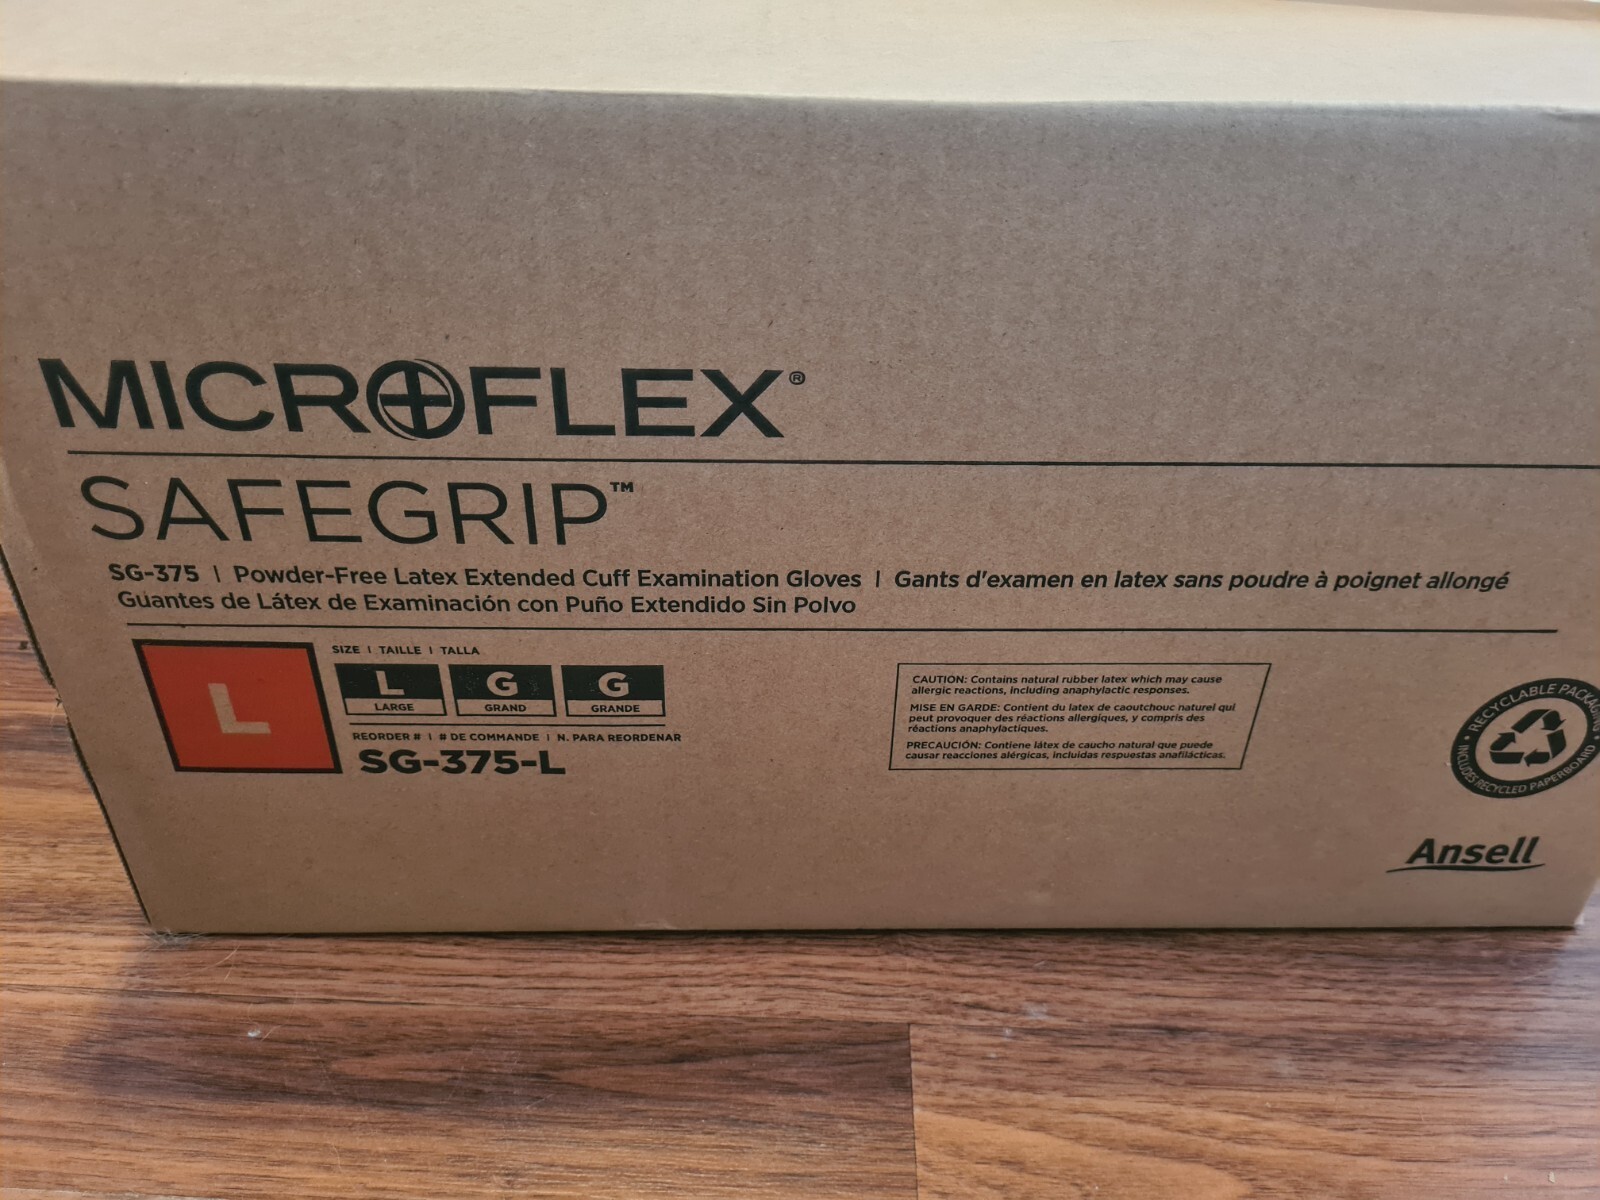 MICROFLEX®
SAFEGRIP™
SG-375 | Powder-Free Latex Extended Cuff Examination Gloves | Gants d'examen en latex sans poudre à poignet allongé
Guantes de Látex de Examinación con Puño Extendido Sin Polvo
L
SIZE | TAILLE | TALLA
L G G
LARGE GRAND GRANDE
REORDER # | # DE COMMANDE | N. PARA REORDENAR
SG-375-L
CAUTION: Contains natural rubber latex which may cause
allergic reactions, including anaphylactic responses.
MISE EN GARDE: Contient du latex de caoutchouc naturel qui
peut provoquer des réactions allergiques, y compris des
réactions anaphylactiques.
PRECAUCIÓN: Contiene látex de caucho natural que puede
causar reacciones alérgicas, incluidas respuestas anafilácticas.
RECYCLABLE PACKAGING
INCLUDES RECYCLED PAPERBOARD
Ansell